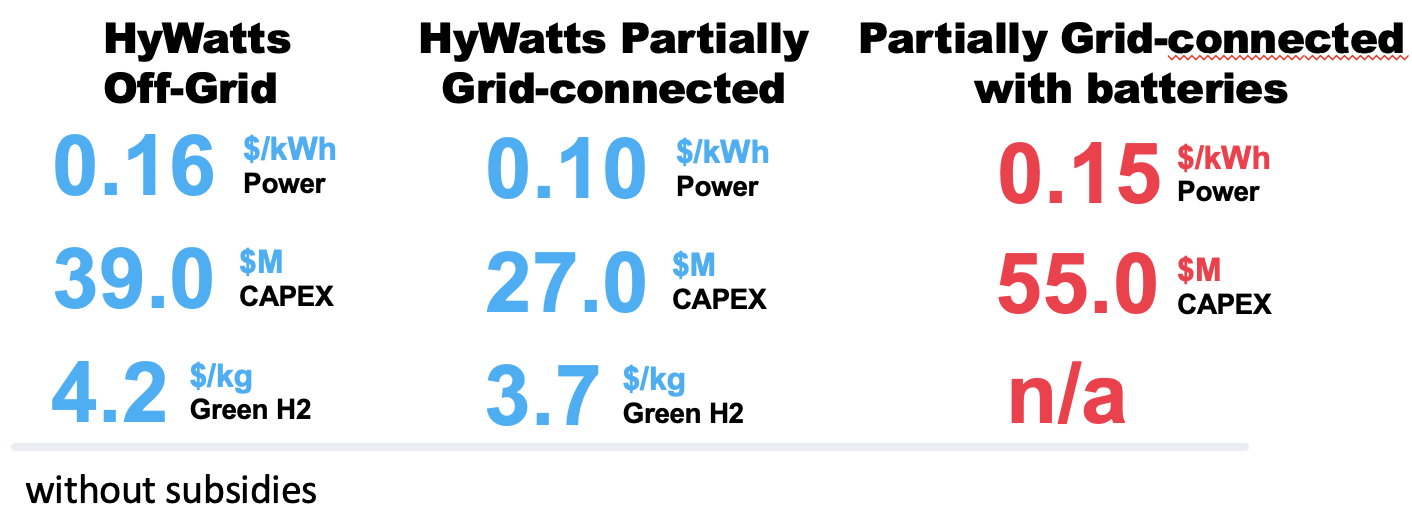 HyWatts
Off-Grid
0.16 $/kWh
Power
39.0 $M
CAPEX
4.2 $/kg
Green H2
HyWatts Partially
Grid-connected
0.10 $/kWh
Power
27.0 $M
CAPEX
3.7 $/kg
Green H2
Partially Grid-connected
with batteries
0.15 $/kWh
Power
55.0 $M
CAPEX
n/a
without subsidies